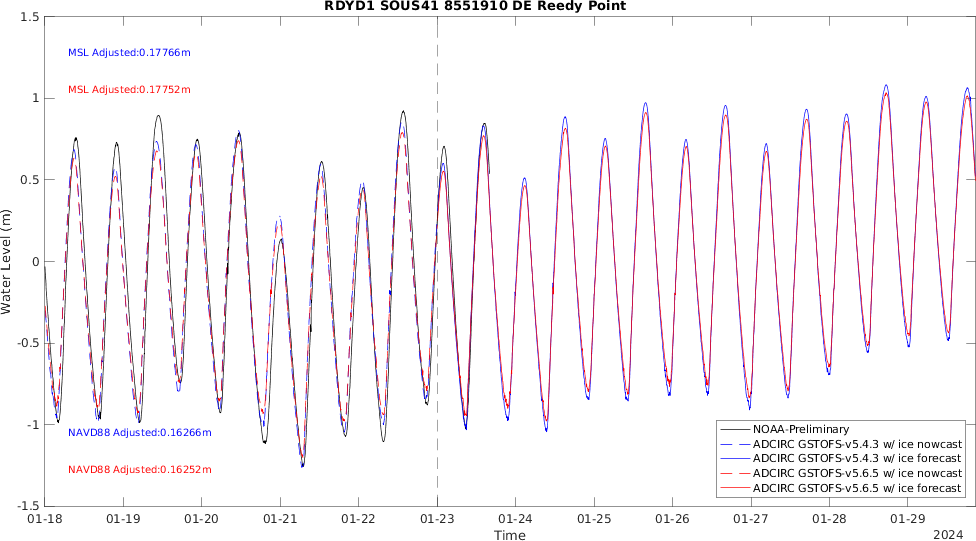 RDYD1 SOUS41 8551910 DE Reedy Point
1.5
MSL Adjusted:0.17766m
1
MSL Adjusted:0.17752m
0.5
0
Water Level (m)
-0.5
-1
NAVD88 Adjusted:0.16266m
NAVD88 Adjusted:0.16252m
-1.5
NOAA-Preliminary
ADCIRC GSTOFS-v5.4.3 w/ ice nowcast
ADCIRC GSTOFS-v5.4.3 w/ ice forecast
ADCIRC GSTOFS-v5.6.5 w/ ice nowcast
ADCIRC GSTOFS-v5.6.5 w/ ice forecast
01-18 01-19 01-20 01-21 01-22 01-23 01-24 01-25 01-26 01-27 01-28 01-29
Time
2024